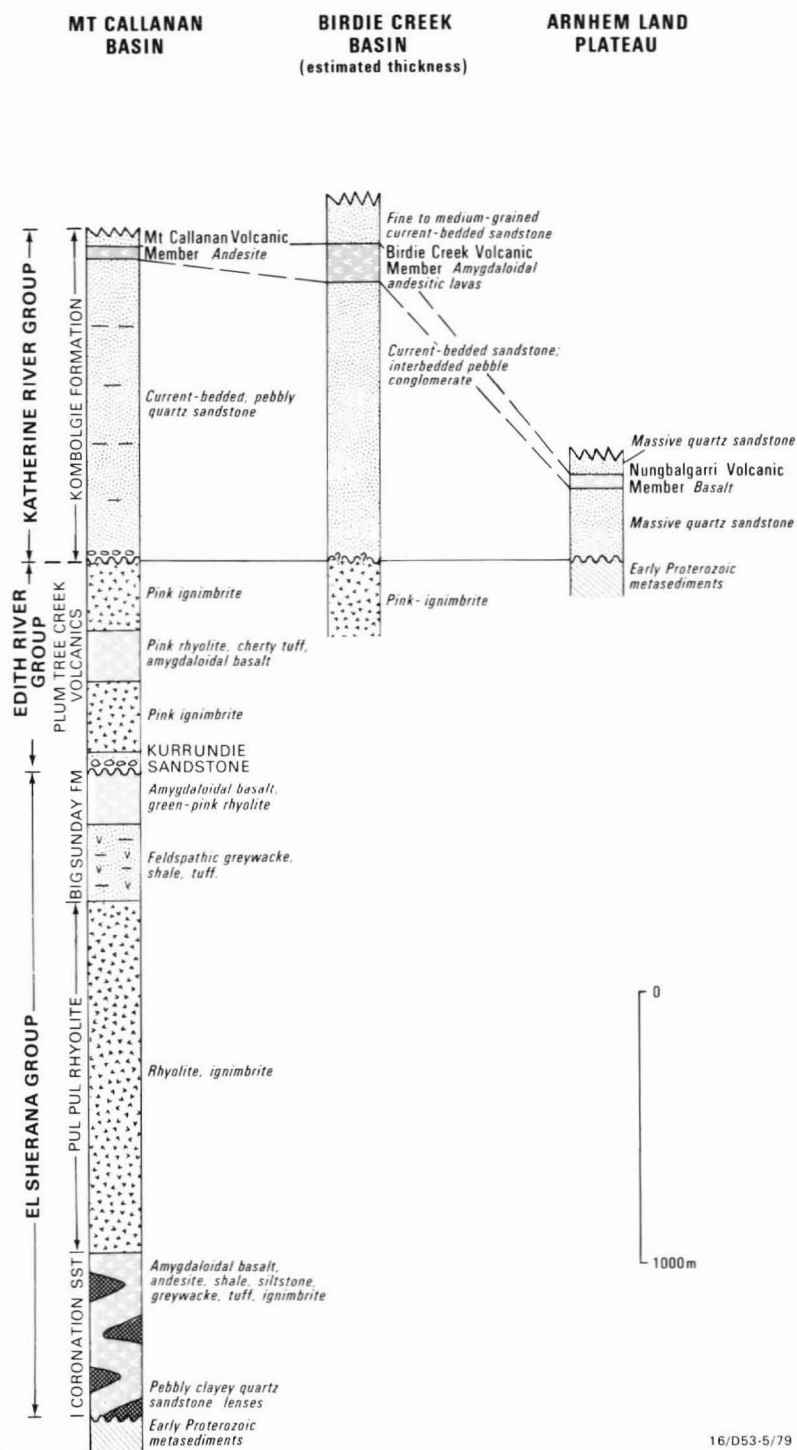 MT CALLANAN
BASIN
BIRDIE CREEK
BASIN
(estimated thickness)
ARNHEM LAND
PLATEAU
KATHERINE RIVER GROUP
KOMBOLGIE FORMATION
Mt Callanan Volcanic
Member Andesite
Current-bedded, pebbly
quartz sandstone
Fine to medium-grained
current-bedded sandstone
Birdie Creek Volcanic
Member Amygdaloidal
andesitic lavas
Current-bedded sandstone;
interbedded pebble
conglomerate
Massive quartz sandstone
Nungbalgarri Volcanic
Member Basalt
Massive quartz sandstone
Early Proterozoic
metasediments
EDITH RIVER
GROUP
PLUM TREE CREEK
VOLCANICS
Pink ignimbrite
Pink rhyolite, cherty tuff,
amygdaloidal basalt
Pink ignimbrite
KURRUNDIE
SANDSTONE
Pink- ignimbrite
EL SHERANA GROUP
BIG SUNDAY FM
Amygdaloidal basalt,
green-pink rhyolite
Feldspathic greywacke,
shale, tuff.
PUL PUL RHYOLITE
Rhyolite, ignimbrite
CORONATION SST
Amygdaloidal basalt,
andesite, shale, siltstone,
greywacke, tuff, ignimbrite
Pebbly clayey quartz
sandstone lenses
Early Proterozoic
metasediments
0
1000m
16/D53-5/79